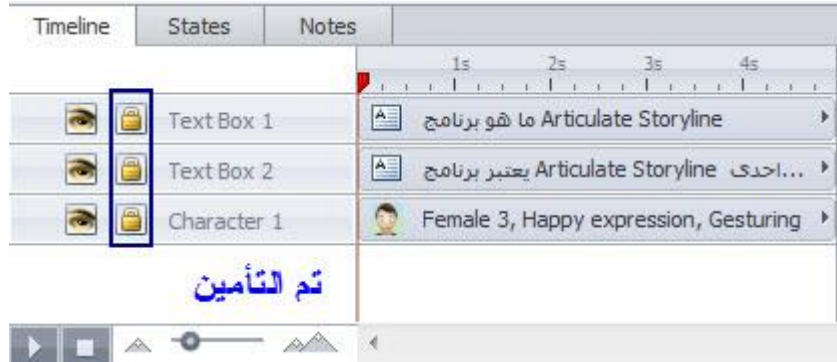 Timeline States Notes
1s 2s 3s 4s
Text Box 1 ما هو برنامج Articulate Storyline
Text Box 2 يعتبر برنامج Articulate Storyline احدى...
Character 1 Female 3, Happy expression, Gesturing
تم التأمين